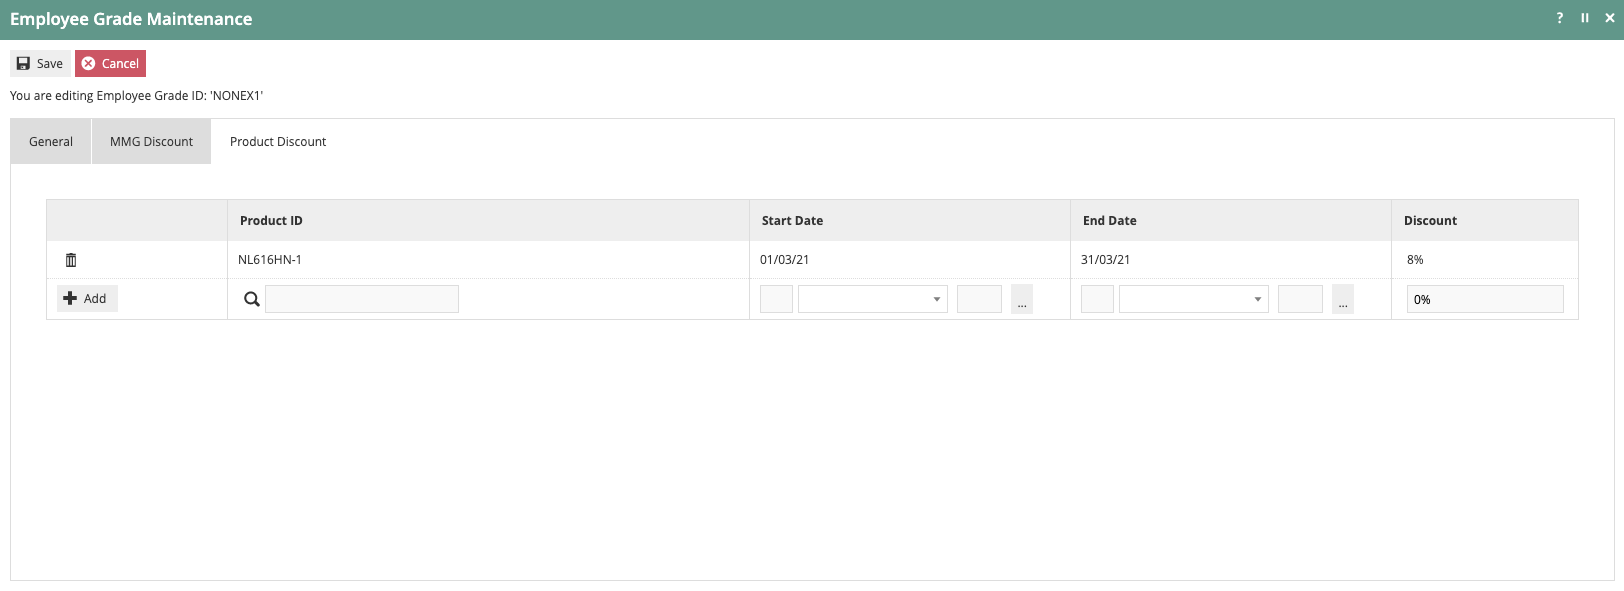 Employee Grade Maintenance ? 
Save Cancel
You are editing Employee Grade ID: 'NONEX1'
General MMG Discount Product Discount
Product ID Start Date End Date Discount
NL616HN-1 01/03/21 31/03/21 8%
Add ... ... 0%